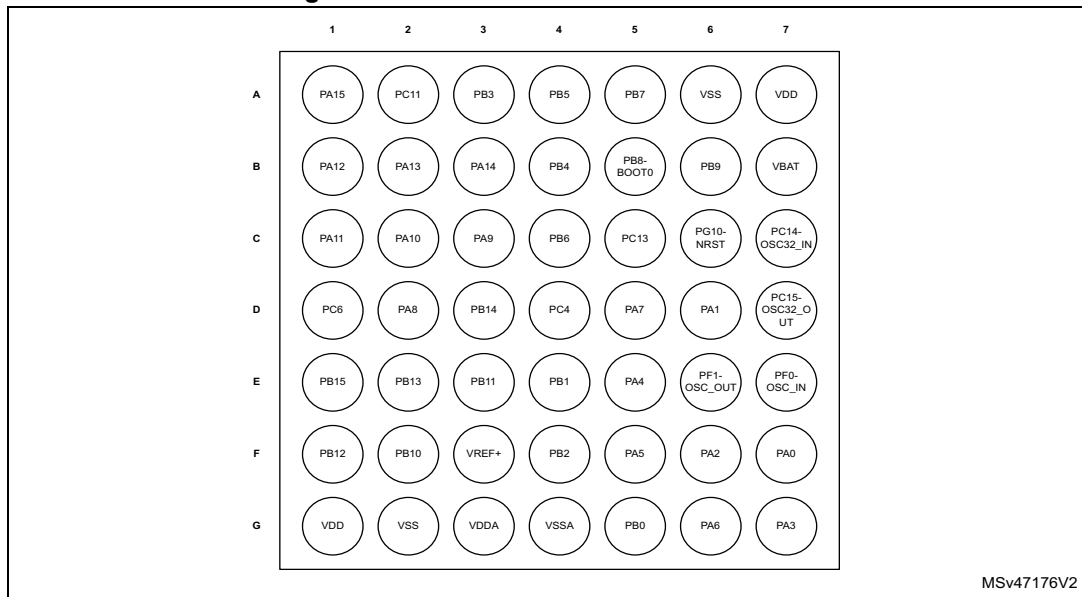 1 2 3 4 5 6 7
A PA15 PC11 PB3 PB5 PB7 VSS VDD
B PA12 PA13 PA14 PB4 PB8-
BOOT0 PB9 VBAT
C PA11 PA10 PA9 PB6 PC13 PG10-
NRST PC14-
OSC32_IN
D PC6 PA8 PB14 PC4 PA7 PA1 PC15-
OSC32_O
UT
E PB15 PB13 PB11 PB1 PA4 PF1-
OSC_OUT PF0-
OSC_IN
F PB12 PB10 VREF+ PB2 PA5 PA2 PA0
G VDD VSS VDDA VSSA PB0 PA6 PA3
MSv47176V2